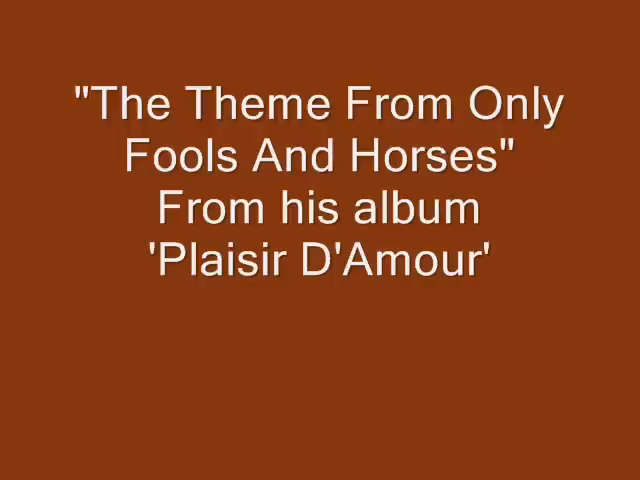 "The Theme From Only
Fools And Horses"
From his album
'Plaisir D'Amour'